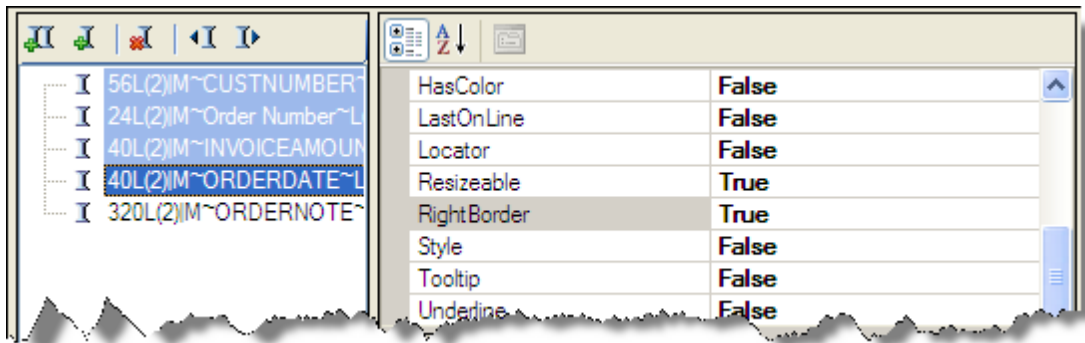 A Z
56L(2)|M~CUSTNUMBER~
24L(2)|M~Order Number~L
40L(2)|M~INVOICEAMOUN
40L(2)|M~ORDERDATE~L
320L(2)|M~ORDERNOTE~
HasColor False
LastOnLine False
Locator False
Resizeable True
RightBorder True
Style False
Tooltip False
Underline False